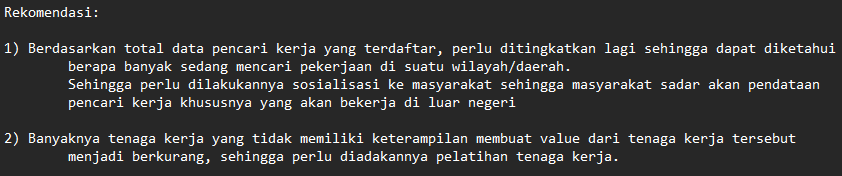 Rekomendasi:
1) Berdasarkan total data pencari kerja yang terdaftar, perlu ditingkatkan lagi sehingga dapat diketahui
berapa banyak sedang mencari pekerjaan di suatu wilayah/daerah.
Sehingga perlu dilakukannya sosialisasi ke masyarakat sehingga masyarakat sadar akan pendataan
pencari kerja khususnya yang akan bekerja di luar negeri
2) Banyaknya tenaga kerja yang tidak memiliki keterampilan membuat value dari tenaga kerja tersebut
menjadi berkurang, sehingga perlu diadakannya pelatihan tenaga kerja.